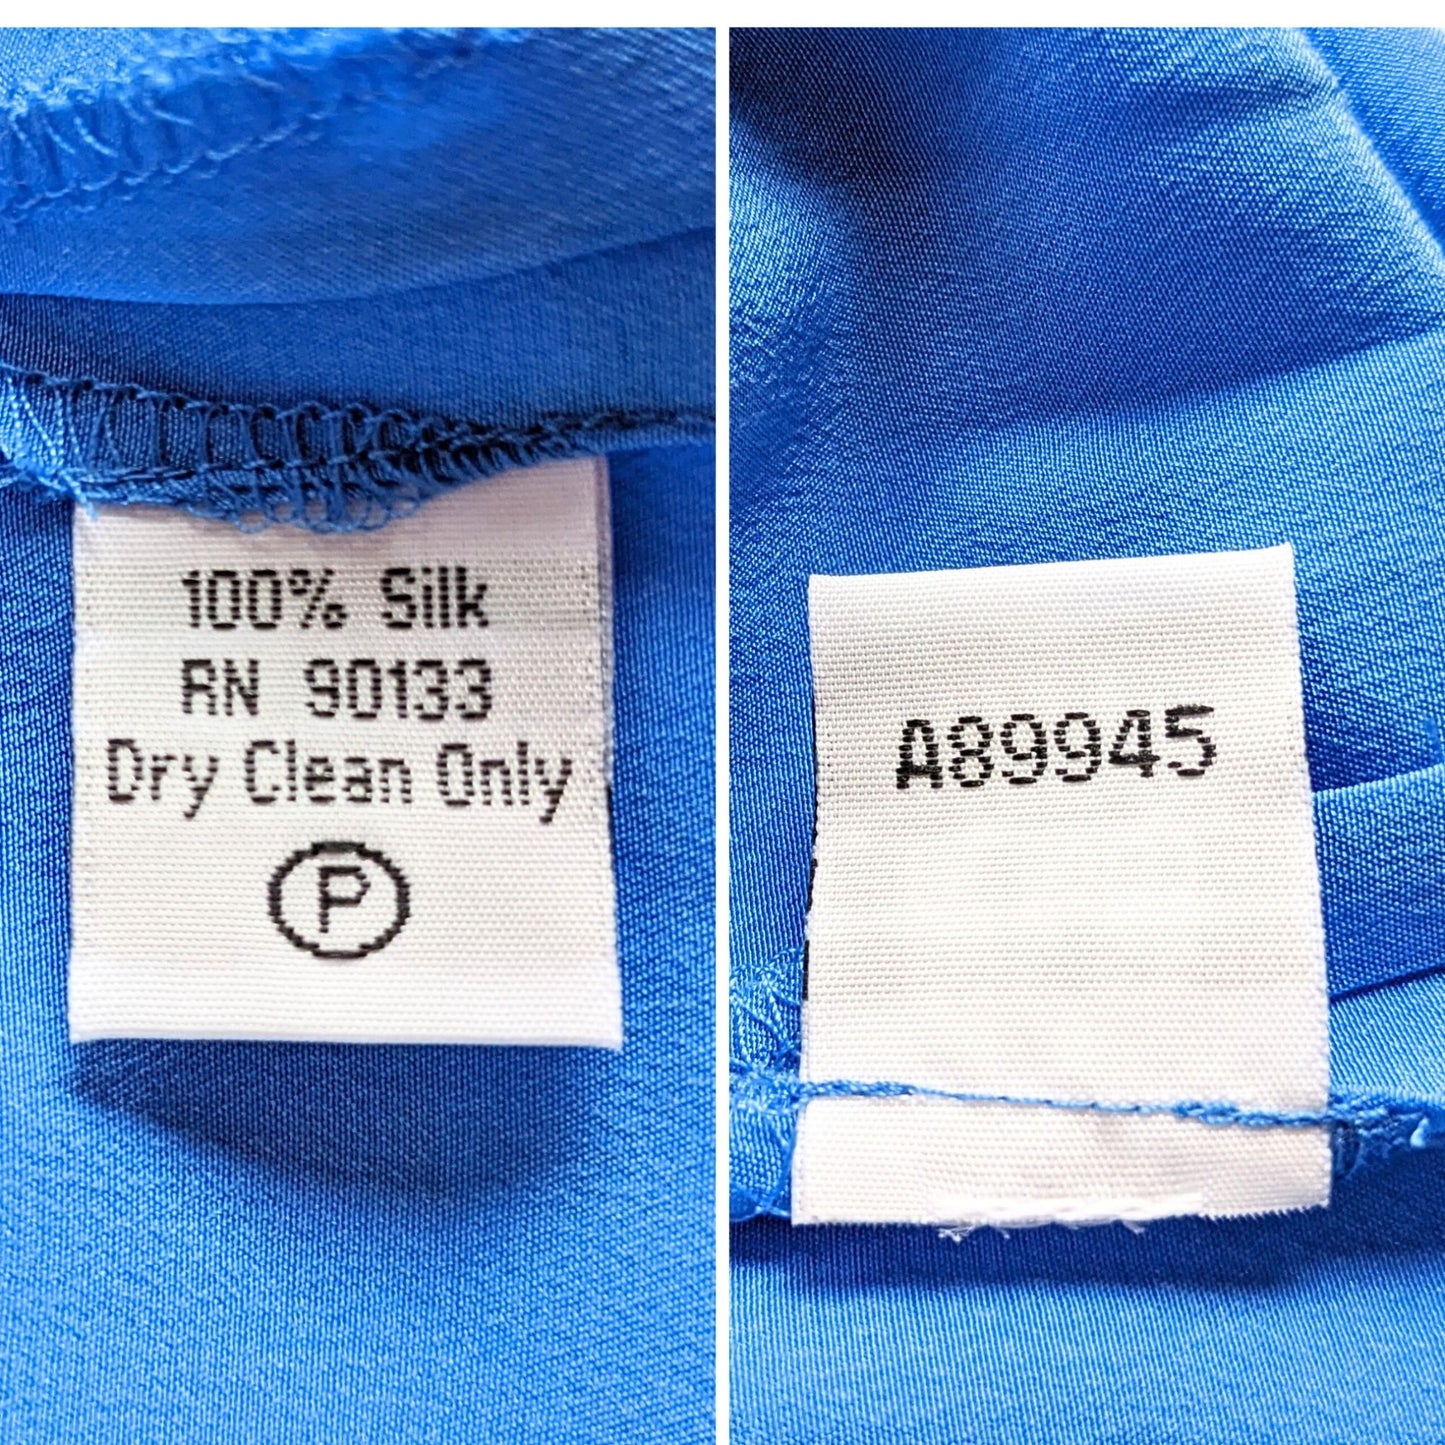 100% Silk
RN 90133
Dry Clean Only
P
A89945